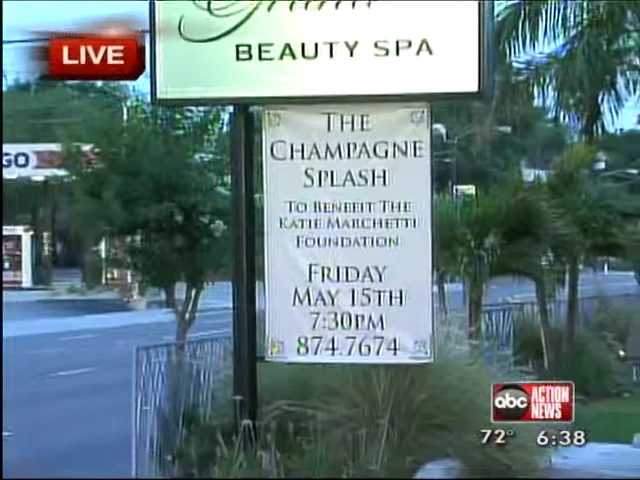 LIVE
BEAUTY SPA
GO
THE
CHAMPAGNE
SPLASH
TO BENEFIT THE
KATIE MARCHETTI
FOUNDATION
FRIDAY
MAY 15TH
7:30PM
874.7674
abc ACTION
NEWS
72° 6:38